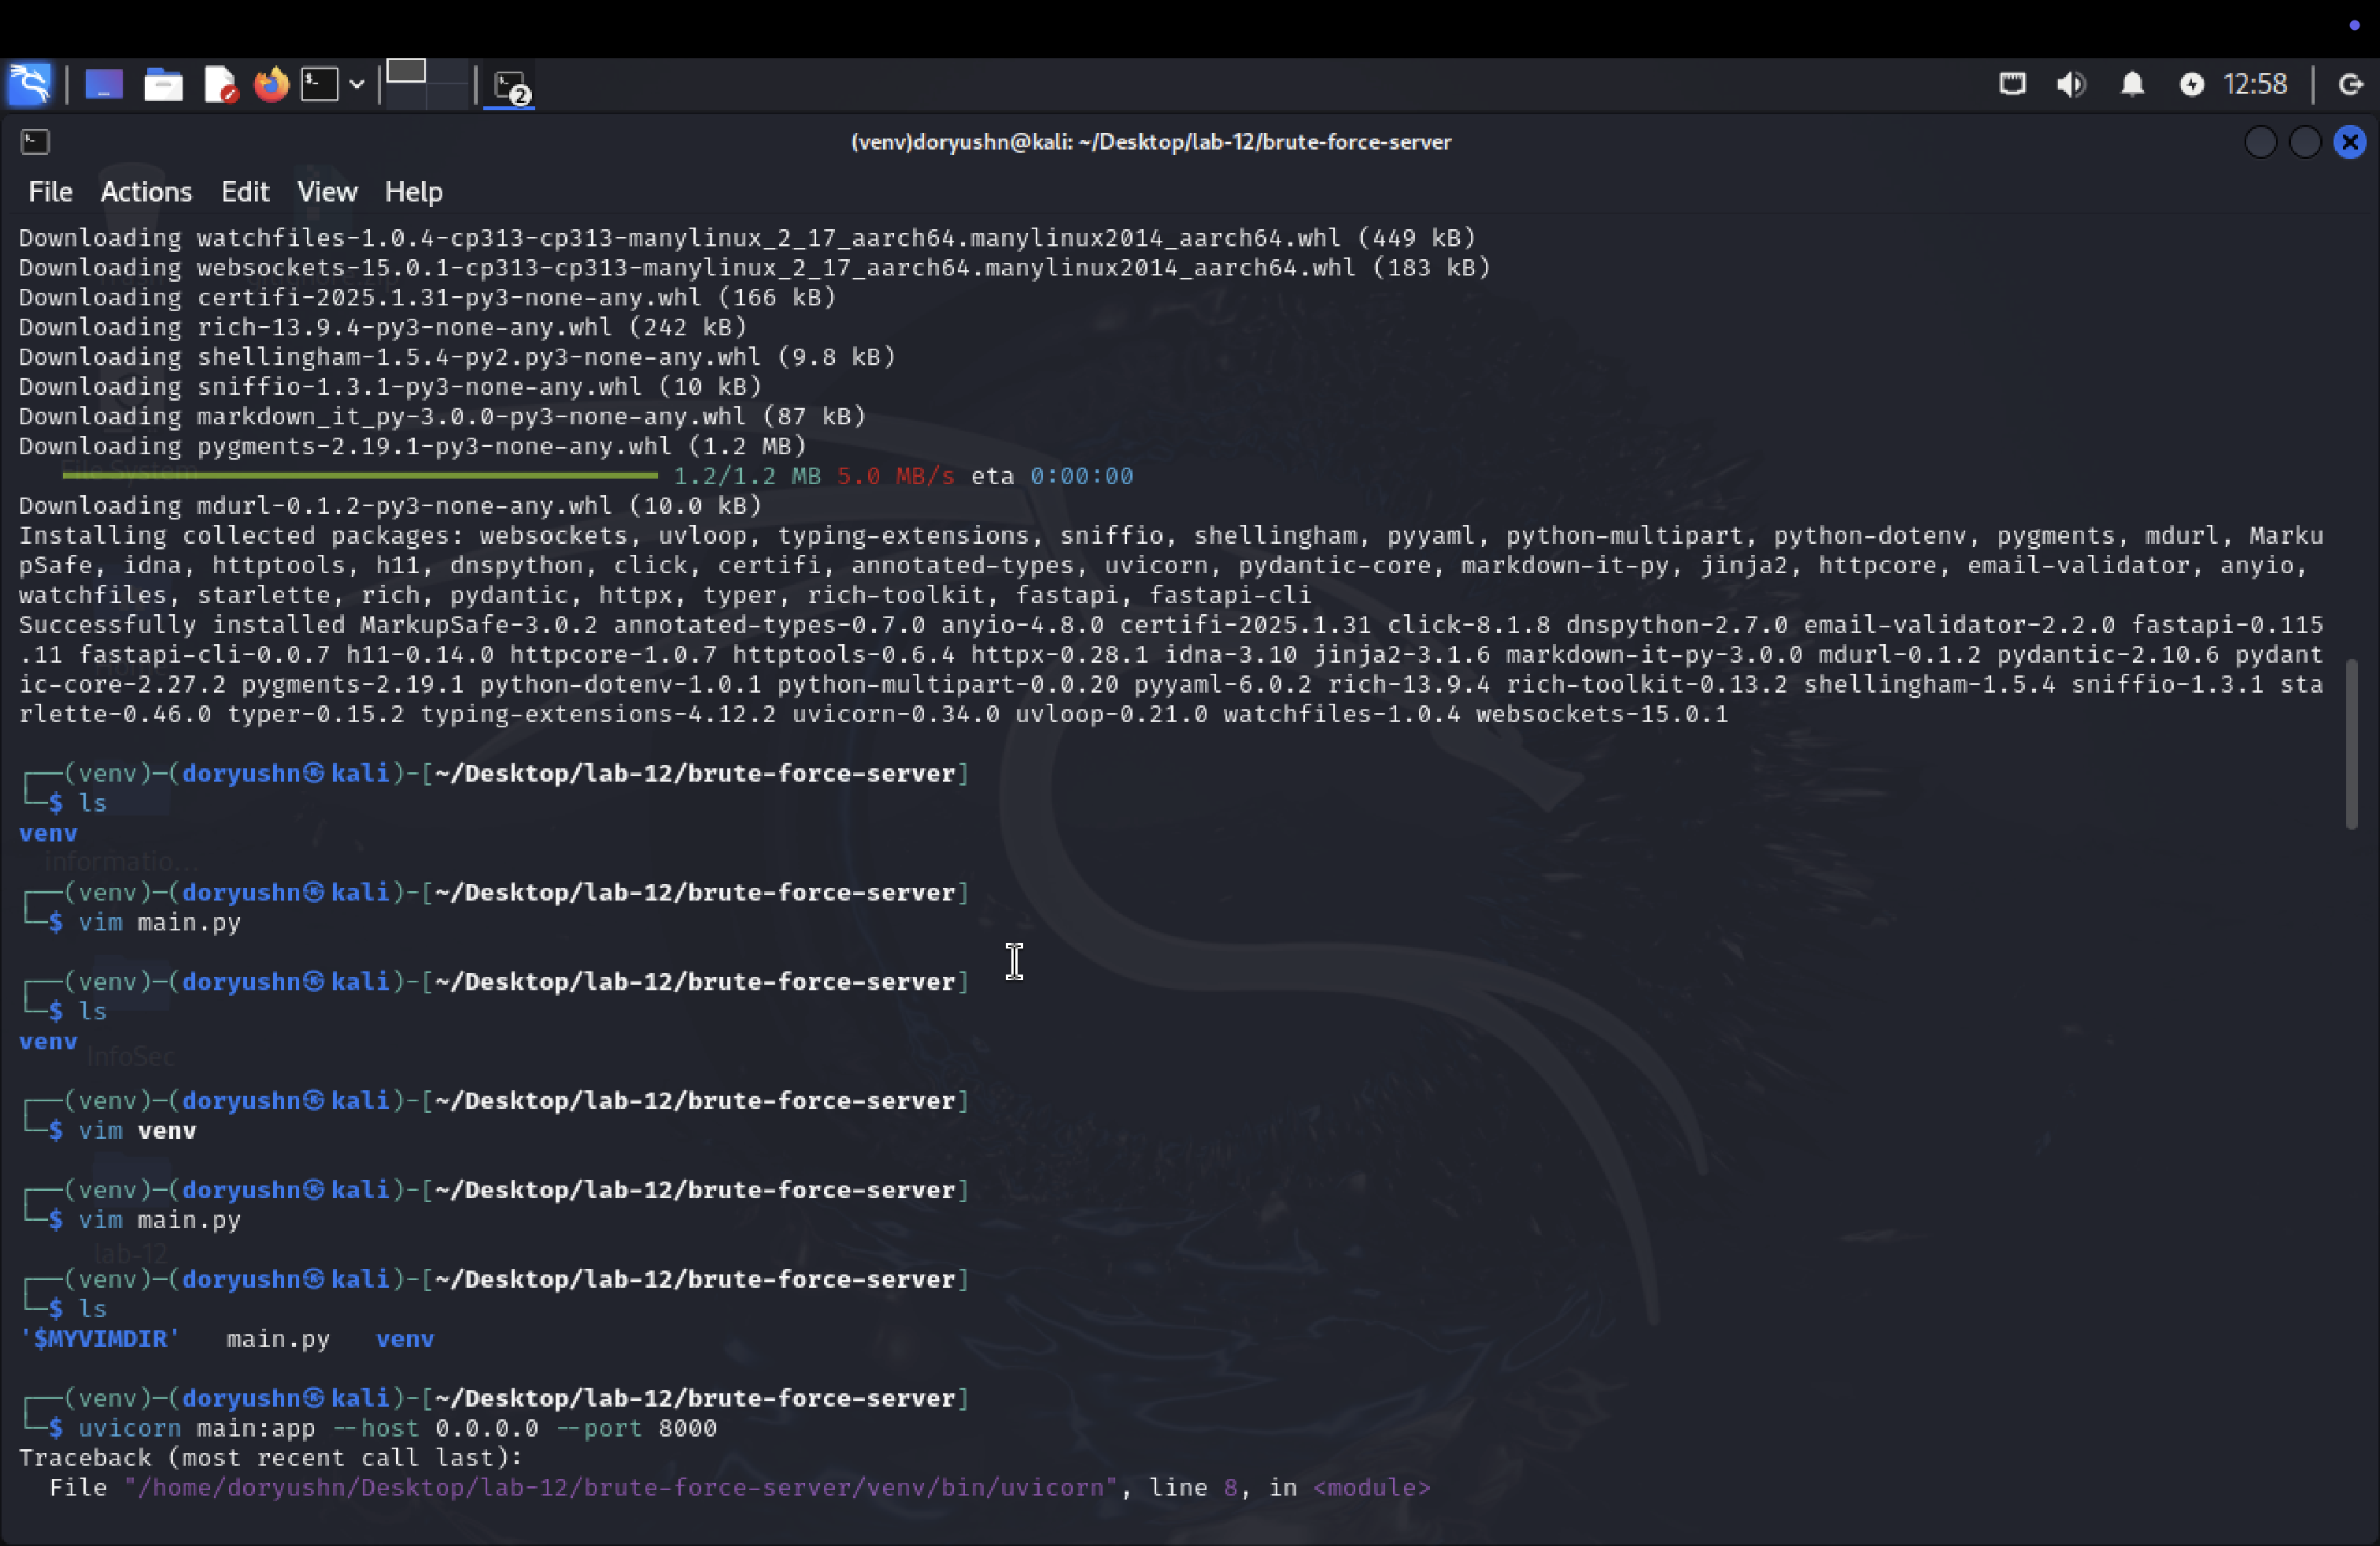 2
12:58
(venv)doryushn@kali: ~/Desktop/lab-12/brute-force-server
File Actions Edit View Help
Downloading watchfiles-1.0.4-cp313-cp313-manylinux_2_17_aarch64.manylinux2014_aarch64.whl (449 kB)
Downloading websockets-15.0.1-cp313-cp313-manylinux_2_17_aarch64.manylinux2014_aarch64.whl (183 kB)
Downloading certifi-2025.1.31-py3-none-any.whl (166 kB)
Downloading rich-13.9.4-py3-none-any.whl (242 kB)
Downloading shellingham-1.5.4-py2.py3-none-any.whl (9.8 kB)
Downloading sniffio-1.3.1-py3-none-any.whl (10 kB)
Downloading markdown_it_py-3.0.0-py3-none-any.whl (87 kB)
Downloading pygments-2.19.1-py3-none-any.whl (1.2 MB)
File System
1.2/1.2 MB 5.0 MB/s eta 0:00:00
Downloading mdurl-0.1.2-py3-none-any.whl (10.0 kB)
Installing collected packages: websockets, uvloop, typing-extensions, sniffio, shellingham, pyyaml, python-multipart, python-dotenv, pygments, mdurl, Marku
pSafe, idna, httptools, h11, dnspython, click, certifi, annotated-types, uvicorn, pydantic-core, markdown-it-py, jinja2, httpcore, email-validator, anyio,
watchfiles, starlette, rich, pydantic, httpx, typer, rich-toolkit, fastapi, fastapi-cli
Successfully installed MarkupSafe-3.0.2 annotated-types-0.7.0 anyio-4.8.0 certifi-2025.1.31 click-8.1.8 dnspython-2.7.0 email-validator-2.2.0 fastapi-0.115
.11 fastapi-cli-0.0.7 h11-0.14.0 httpcore-1.0.7 httptools-0.6.4 httpx-0.28.1 idna-3.10 jinja2-3.1.6 markdown-it-py-3.0.0 mdurl-0.1.2 pydantic-2.10.6 pydant
ic-core-2.27.2 pygments-2.19.1 python-dotenv-1.0.1 python-multipart-0.0.20 pyyaml-6.0.2 rich-13.9.4 rich-toolkit-0.13.2 shellingham-1.5.4 sniffio-1.3.1 sta
rlette-0.46.0 typer-0.15.2 typing-extensions-4.12.2 uvicorn-0.34.0 uvloop-0.21.0 watchfiles-1.0.4 websockets-15.0.1
┌──(venv)─(doryushn㉿kali)-[~/Desktop/lab-12/brute-force-server]
└─$ ls
venv
informatio...
┌──(venv)─(doryushn㉿kali)-[~/Desktop/lab-12/brute-force-server]
└─$ vim main.py
┌──(venv)─(doryushn㉿kali)-[~/Desktop/lab-12/brute-force-server]
└─$ ls
venv
InfoSec
┌──(venv)─(doryushn㉿kali)-[~/Desktop/lab-12/brute-force-server]
└─$ vim venv
┌──(venv)─(doryushn㉿kali)-[~/Desktop/lab-12/brute-force-server]
└─$ vim main.py
lab-12
┌──(venv)─(doryushn㉿kali)-[~/Desktop/lab-12/brute-force-server]
└─$ ls
'$MYVIMDIR' main.py venv
┌──(venv)─(doryushn㉿kali)-[~/Desktop/lab-12/brute-force-server]
└─$ uvicorn main:app --host 0.0.0.0 --port 8000
Traceback (most recent call last):
File "/home/doryushn/Desktop/lab-12/brute-force-server/venv/bin/uvicorn", line 8, in <module>